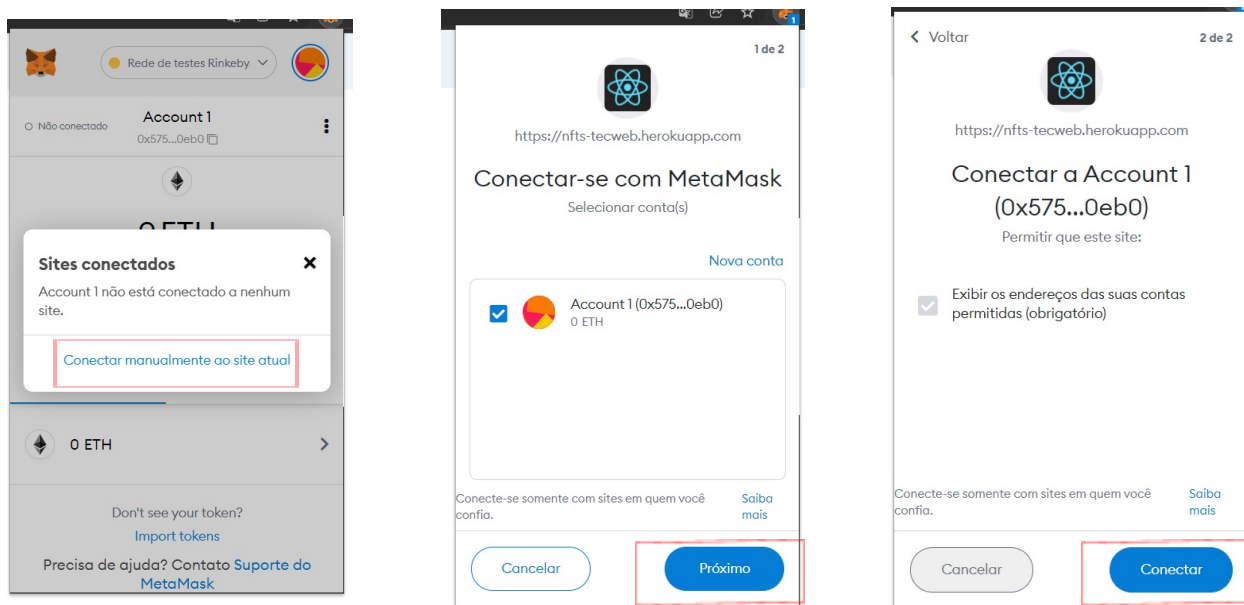 Rede de testes Rinkeby
Não conectado
Account 1
0x575...0eb0
Sites conectados
Account 1 não está conectado a nenhum
site.
Conectar manualmente ao site atual
0 ETH
Don't see your token?
Import tokens
Precisa de ajuda? Contato Suporte do
MetaMask
1
1 de 2
https://nfts-tecweb.herokuapp.com
Conectar-se com MetaMask
Selecionar conta(s)
Nova conta
Account 1 (0x575...0eb0)
0 ETH
Conecte-se somente com sites em quem você
confia.
Saiba
mais
Cancelar
Próximo
Voltar
2 de 2
https://nfts-tecweb.herokuapp.com
Conectar a Account 1
(0x575...0eb0)
Permitir que este site:
Exibir os endereços das suas contas
permitidas (obrigatório)
Conecte-se somente com sites em quem você
confia.
Saiba
mais
Cancelar
Conectar